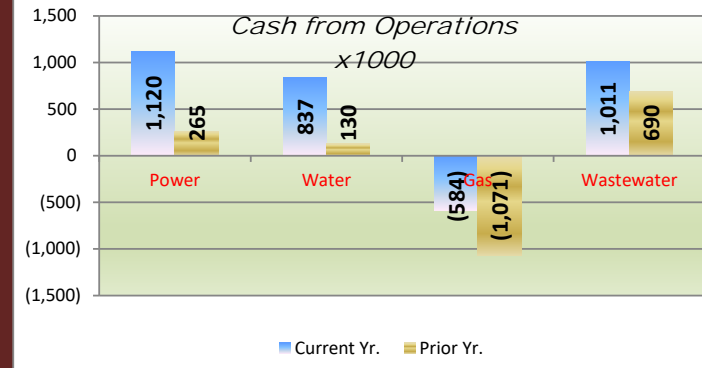 Cash from Operations
x1000
1,500
1,000
500
0
(500)
(1,000)
(1,500)
1,120
265
837
130
(584)
(1,071)
1,011
690
Power
Water
Gas
Wastewater
Current Yr.
Prior Yr.